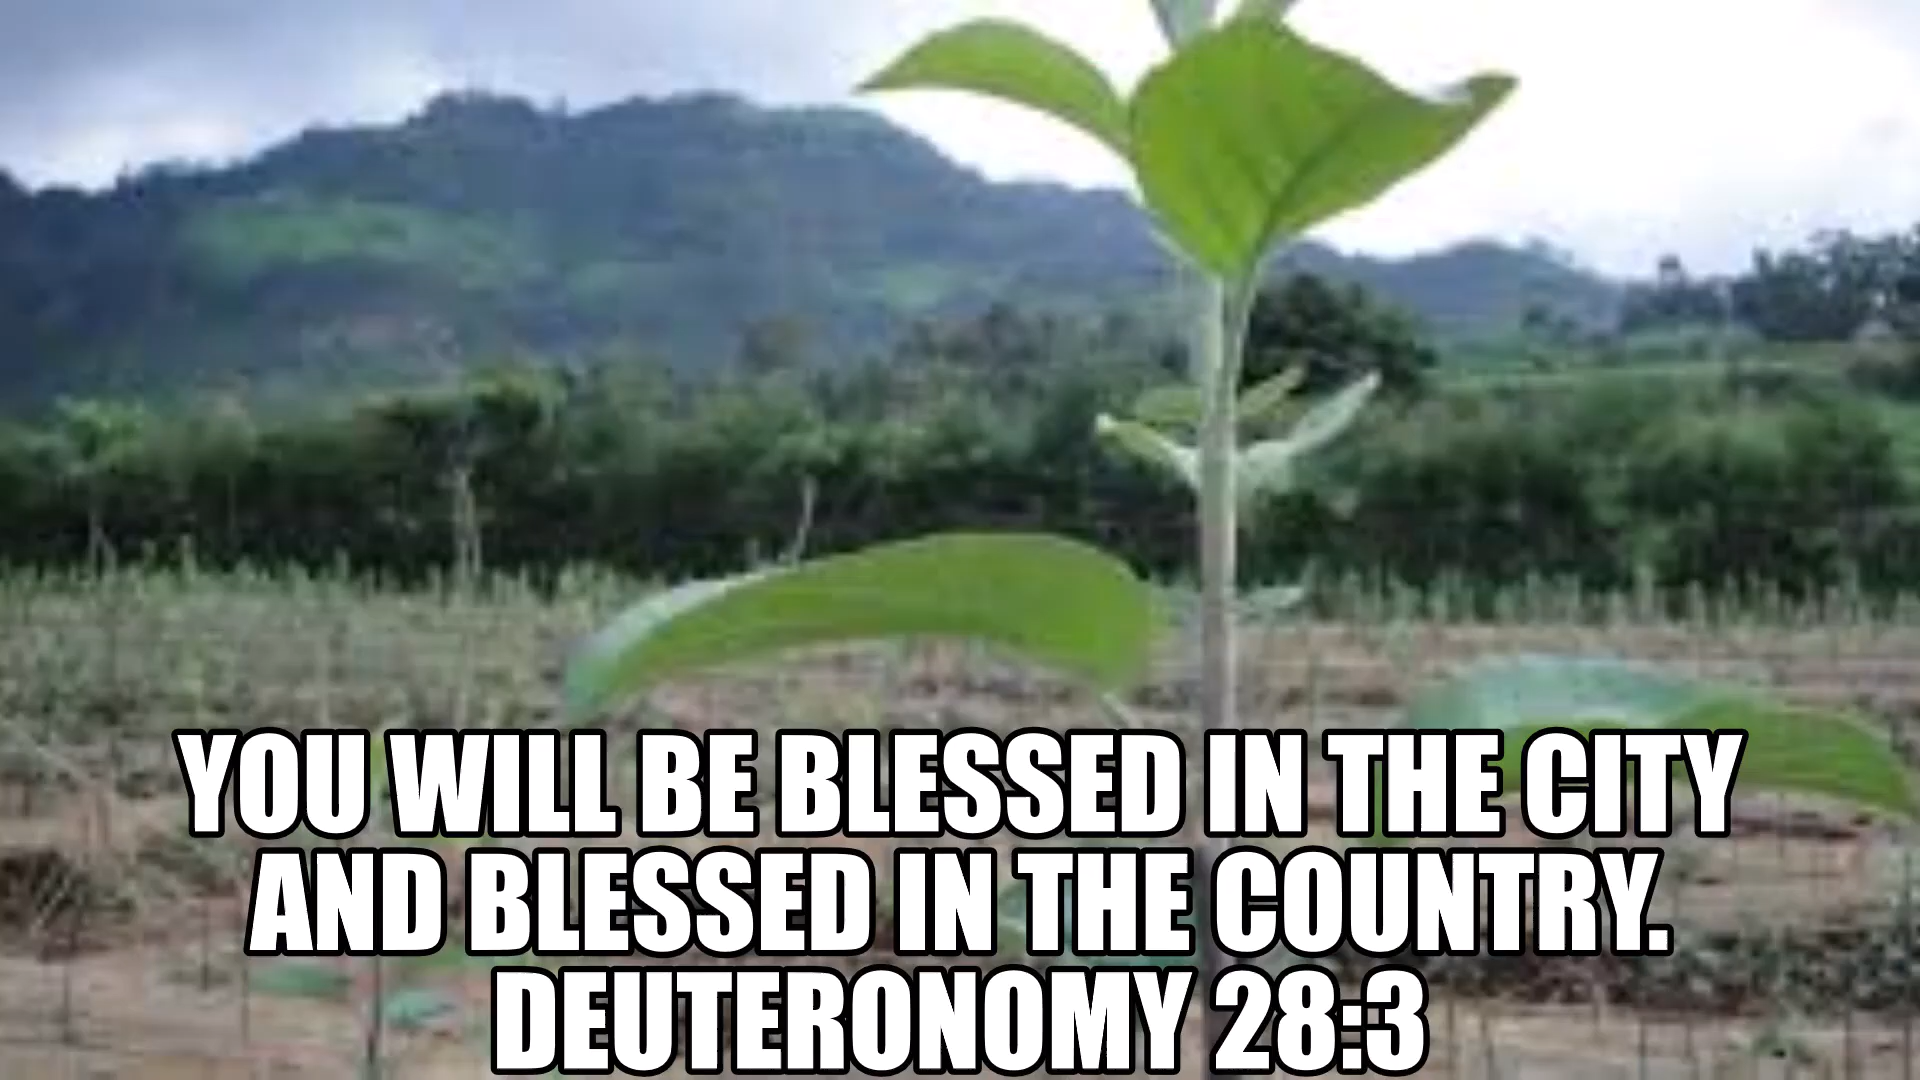 YOU WILL BE BLESSED IN THE CITY
AND BLESSED IN THE COUNTRY.
DEUTERONOMY 28:3